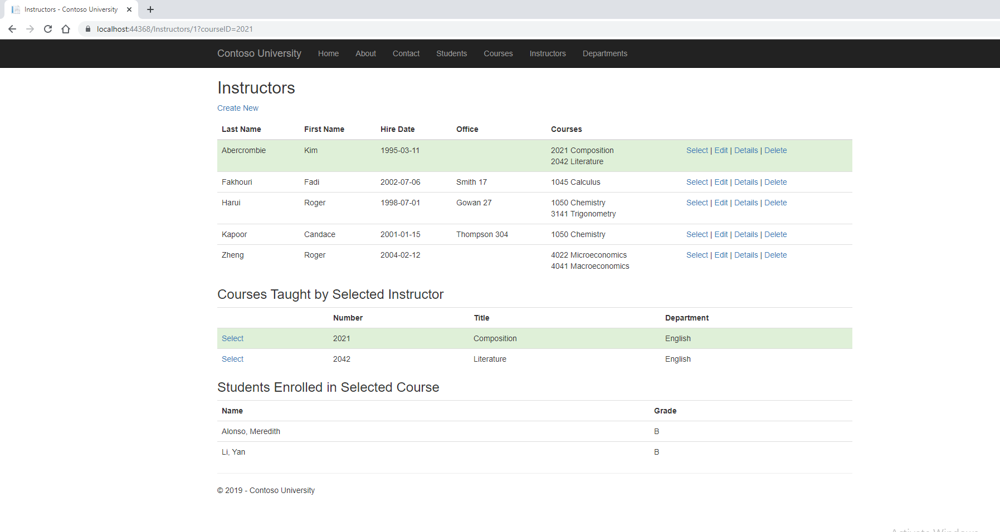 Instructors - Contoso University
localhost:44368/Instructors/1?courseID=2021
Contoso University Home About Contact Students Courses Instructors Departments
Instructors
Create New
Last Name First Name Hire Date Office Courses
Abercrombie Kim 1995-03-11 2021 Composition Select | Edit | Details | Delete
2042 Literature
Fakhouri Fadi 2002-07-06 Smith 17 1045 Calculus Select | Edit | Details | Delete
Harui Roger 1998-07-01 Gowan 27 1050 Chemistry Select | Edit | Details | Delete
3141 Trigonometry
Kapoor Candace 2001-01-15 Thompson 304 1050 Chemistry Select | Edit | Details | Delete
Zheng Roger 2004-02-12 4022 Microeconomics Select | Edit | Details | Delete
4041 Macroeconomics
Courses Taught by Selected Instructor
Number Title Department
Select 2021 Composition English
Select 2042 Literature English
Students Enrolled in Selected Course
Name Grade
Alonso, Meredith B
Li, Yan B
© 2019 - Contoso University
Activate Windows